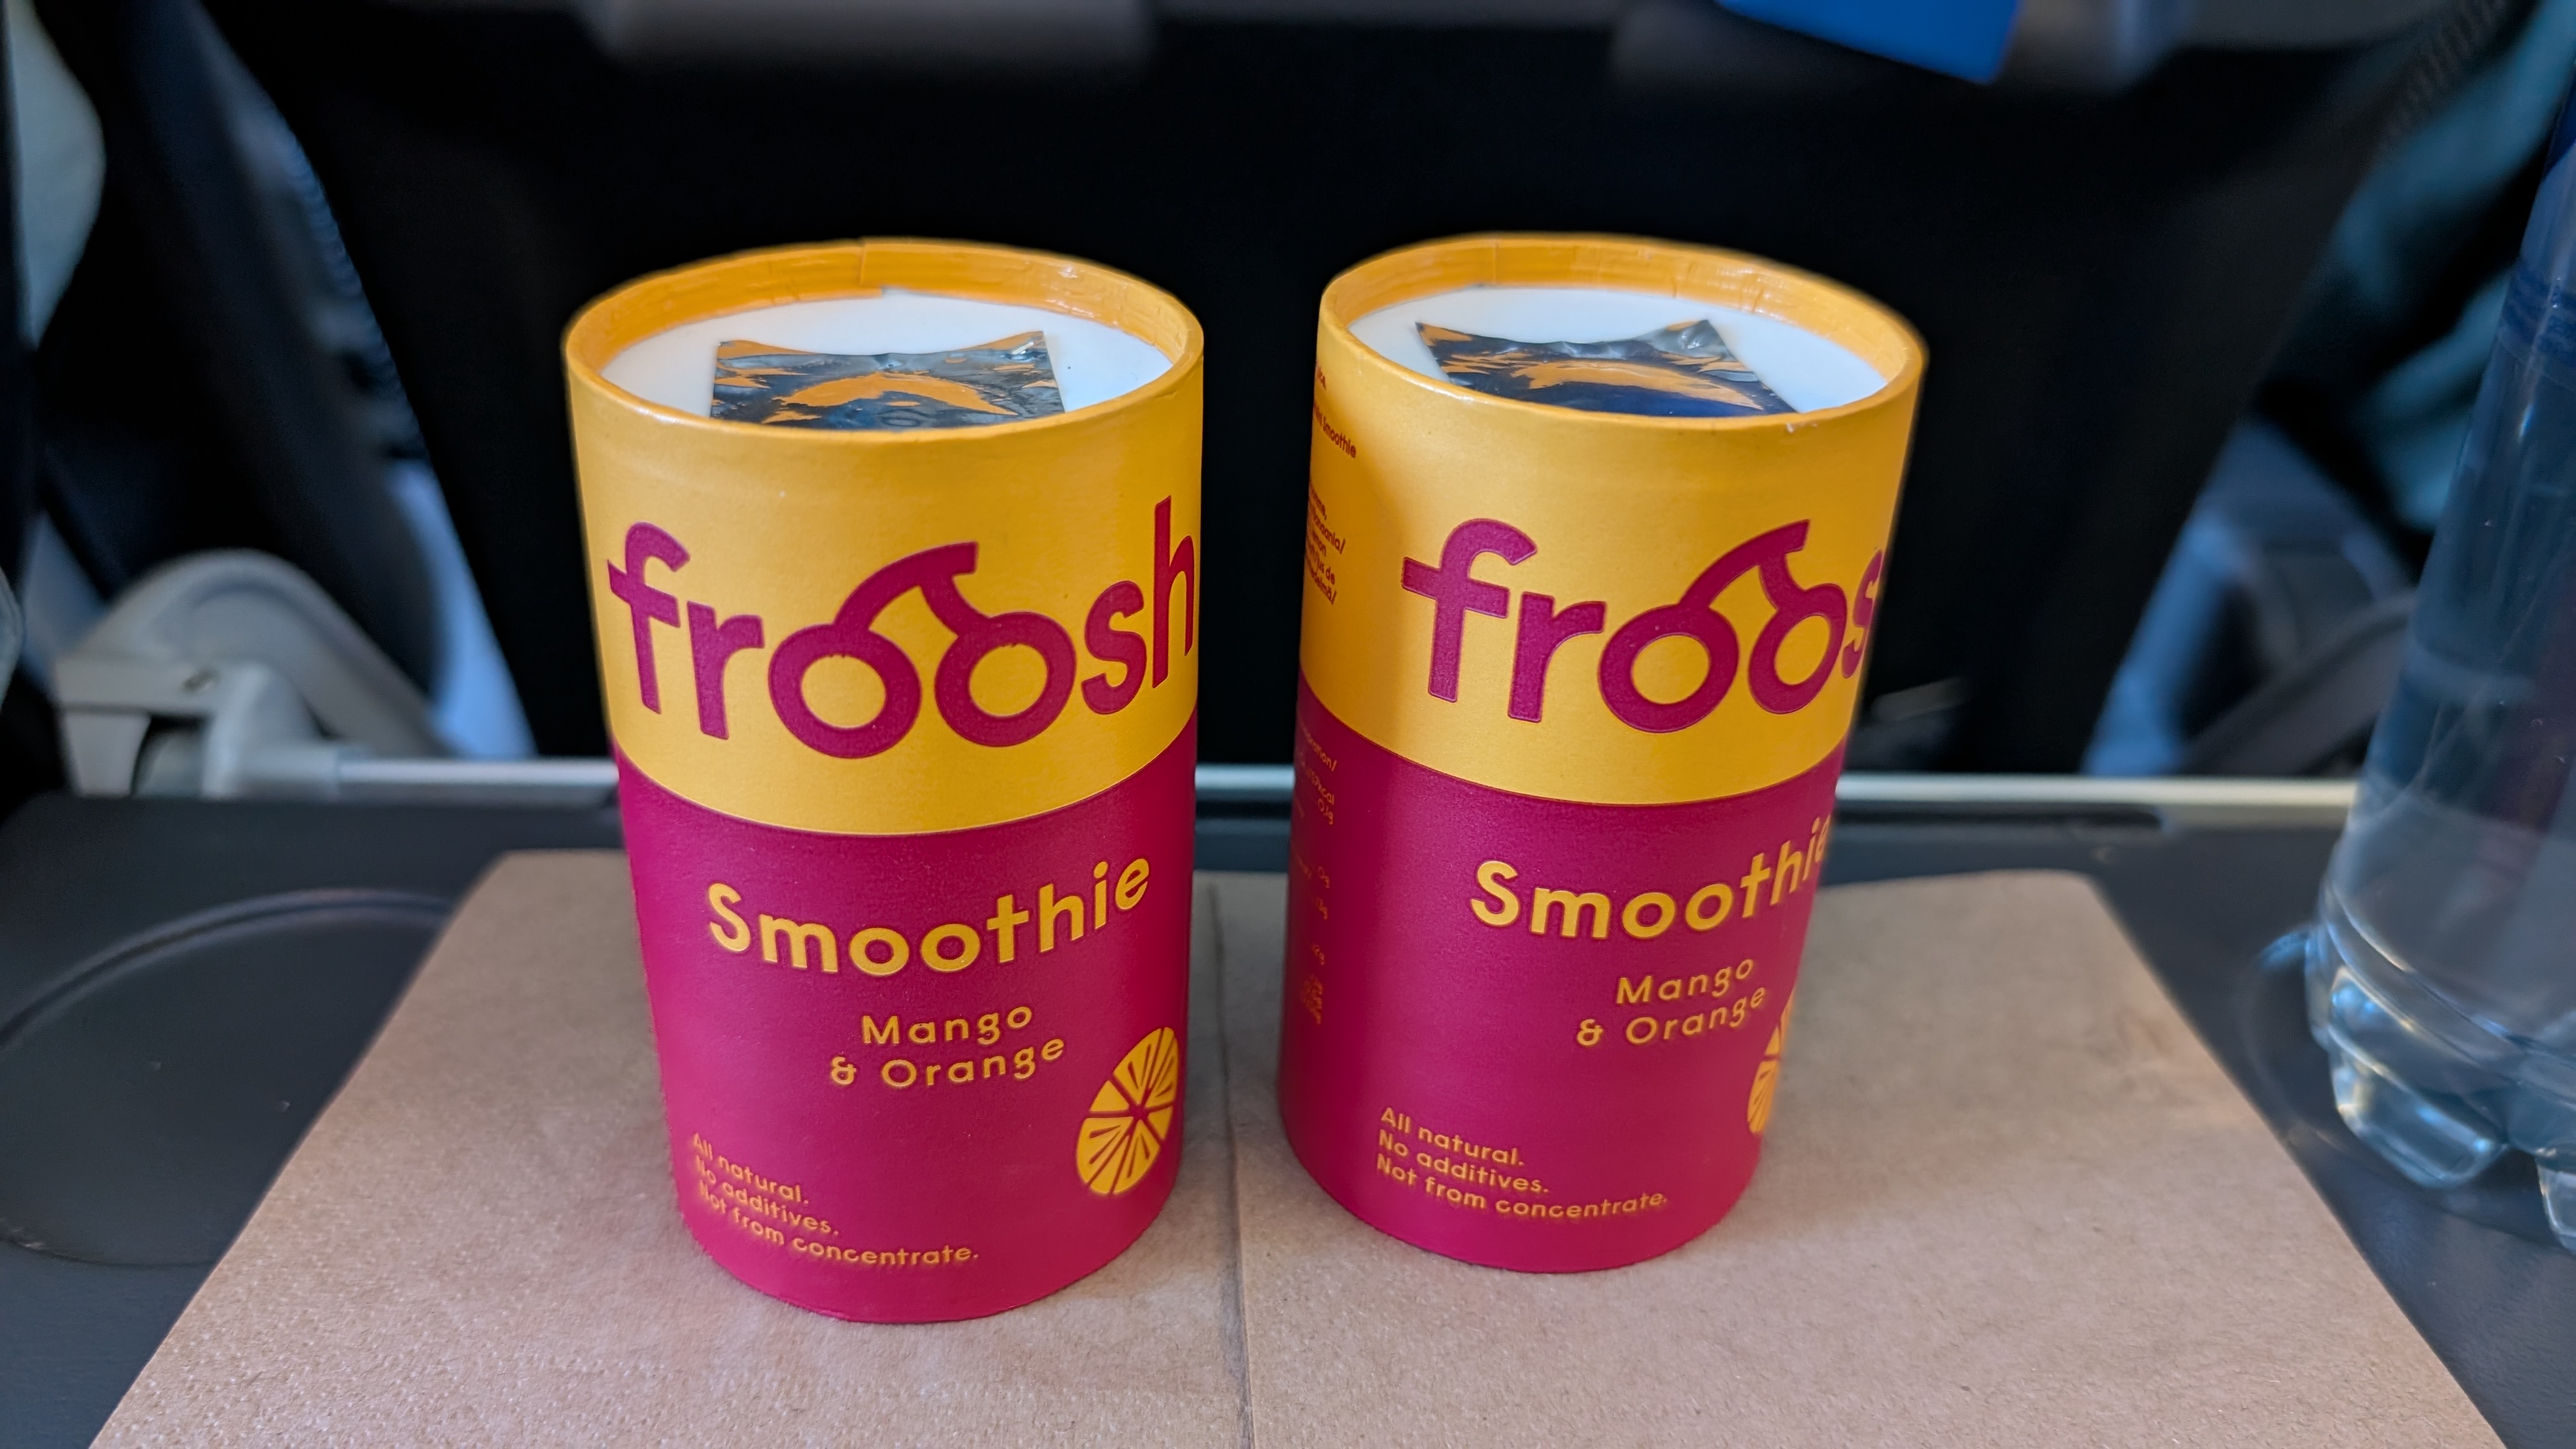 froosh
Smoothie
Mango
& Orange
All natural.
No additives.
Not from concentrate.
froos
Smoothie
Mango
& Orange
All natural.
No additives.
Not from concentrate.
Smoothie